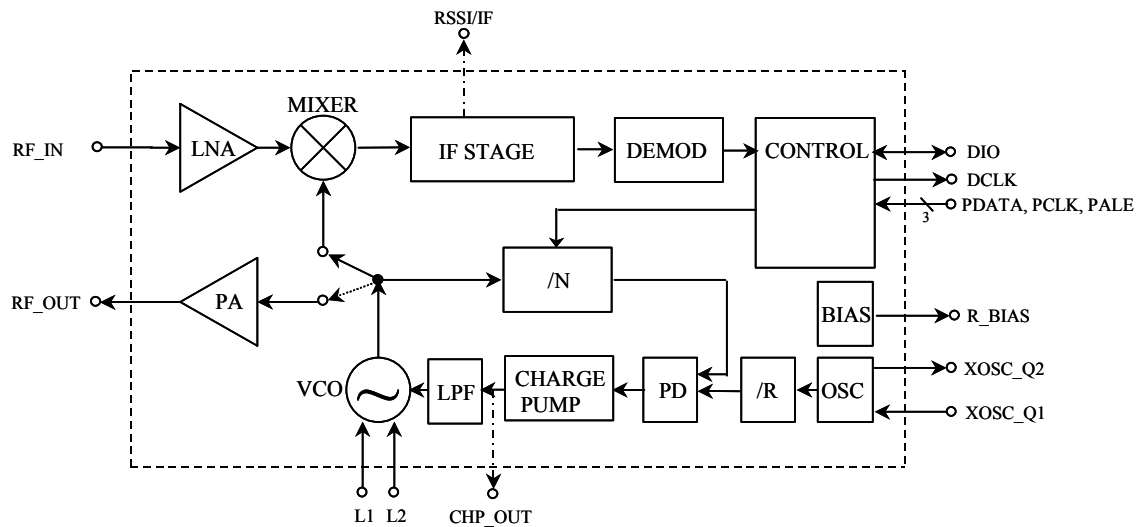 RSSI/IF
MIXER
RF_IN
LNA
IF STAGE
DEMOD
CONTROL
DIO
DCLK
3
PDATA, PCLK, PALE
/N
RF_OUT
PA
BIAS
R_BIAS
VCO
~
LPF
CHARGE
PUMP
PD
/R
OSC
XOSC_Q2
XOSC_Q1
L1
L2
CHP_OUT